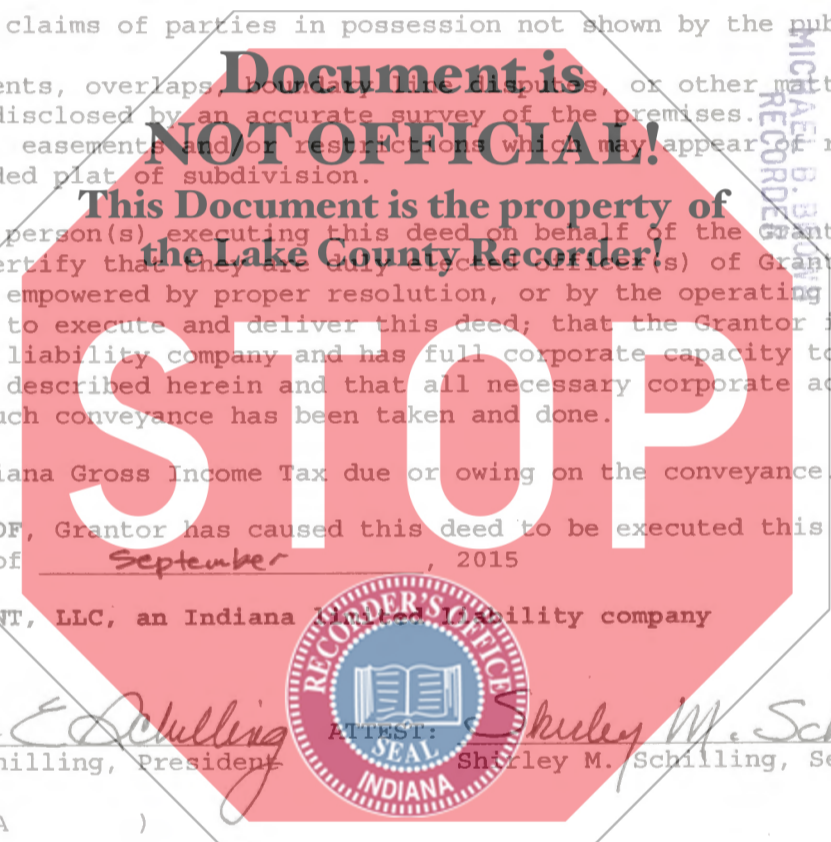 claims of parties in possession not shown by the pub
ents, overlaps, boundary line disputes, or other matt
disclosed by an accurate survey of the premises.
easements and/or restrictions which may appear of r
ded plat of subdivision.
person(s) executing this deed on behalf of the Grant
ertify that they are duly elected officer(s) of Grant
empowered by proper resolution, or by the operating
to execute and deliver this deed; that the Grantor i
liability company and has full corporate capacity to
described herein and that all necessary corporate ac
uch conveyance has been taken and done.
iana Gross Income Tax due or owing on the conveyance.
OF, Grantor has caused this deed to be executed this
of September, 2015
NT, LLC, an Indiana limited liability company
E Schilling ATTEST: Shirley M. Sch
hilling, President Shirley M. Schilling, Se
A )
Document is
NOT OFFICIAL!
This Document is the property of
the Lake County Recorder!
STOP
RECORDER'S OFFICE
SEAL
INDIANA
MICHAEL B. BROWN
RECORDER